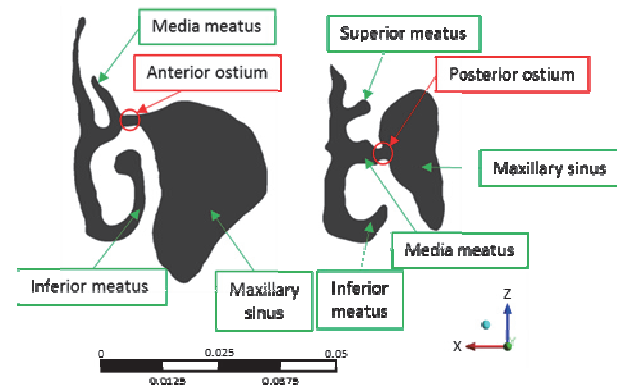 Media meatus
Superior meatus
Anterior ostium
Posterior ostium
Maxillary sinus
Media meatus
Inferior meatus
Maxillary
sinus
Inferior
meatus
Z
X
0
0.025
0.05
0.0125
0.0375